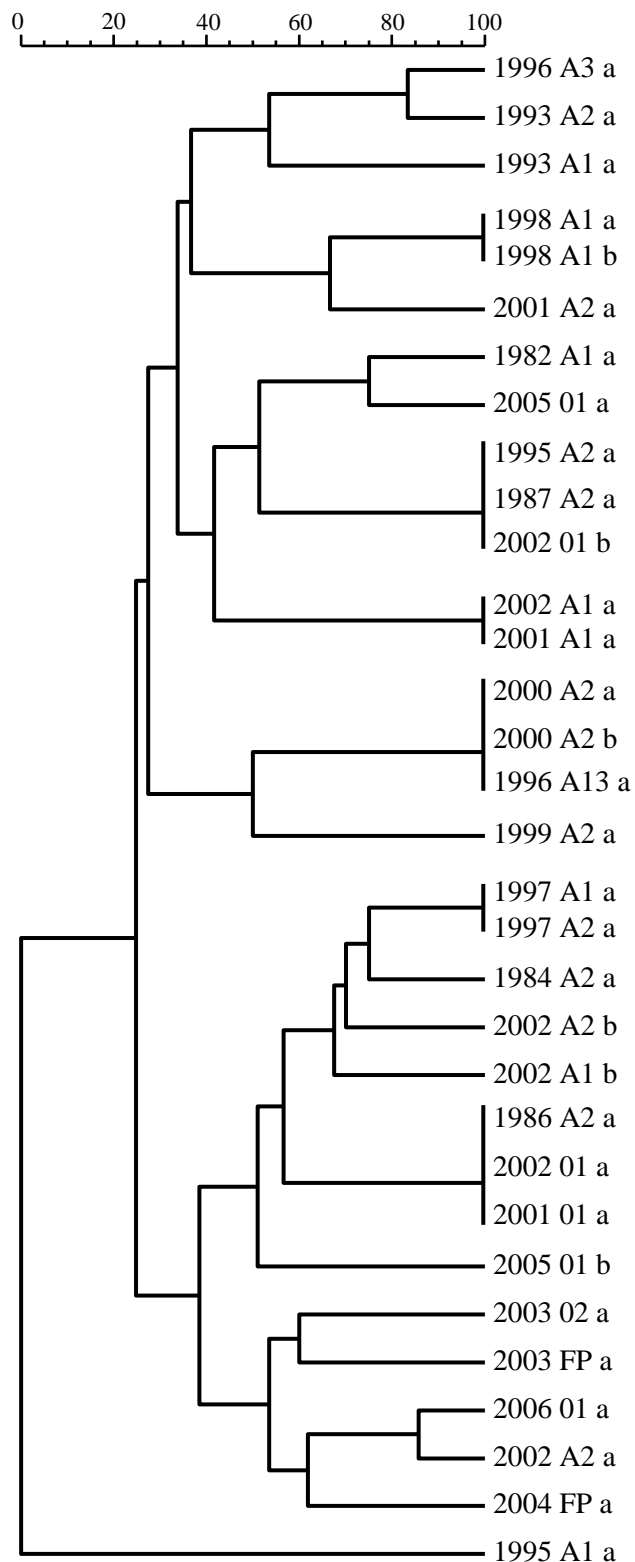 0 20 40 60 80 100
1996 A3 a
1993 A2 a
1993 A1 a
1998 A1 a
1998 A1 b
2001 A2 a
1982 A1 a
2005 01 a
1995 A2 a
1987 A2 a
2002 01 b
2002 A1 a
2001 A1 a
2000 A2 a
2000 A2 b
1996 A13 a
1999 A2 a
1997 A1 a
1997 A2 a
1984 A2 a
2002 A2 b
2002 A1 b
1986 A2 a
2002 01 a
2001 01 a
2005 01 b
2003 02 a
2003 FP a
2006 01 a
2002 A2 a
2004 FP a
1995 A1 a